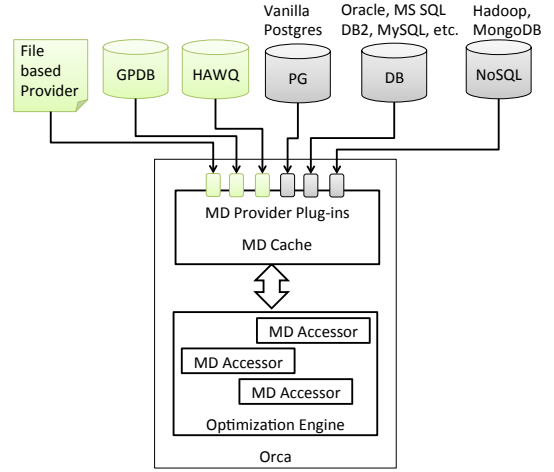 Vanilla
Postgres
Oracle, MS SQL
DB2, MySQL, etc.
Hadoop,
MongoDB
File
based
Provider
GPDB
HAWQ
PG
DB
NoSQL
MD Provider Plug-ins
MD Cache
MD Accessor
MD Accessor
MD Accessor
Optimization Engine
Orca